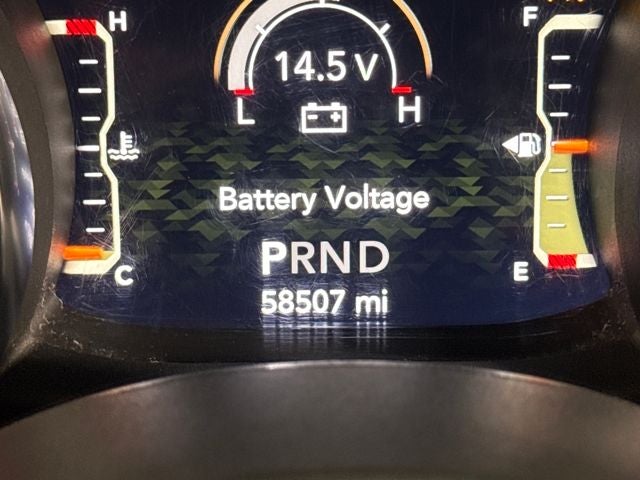 H
F
14.5 V
L
H
Battery Voltage
PRND
C
E
58507 mi